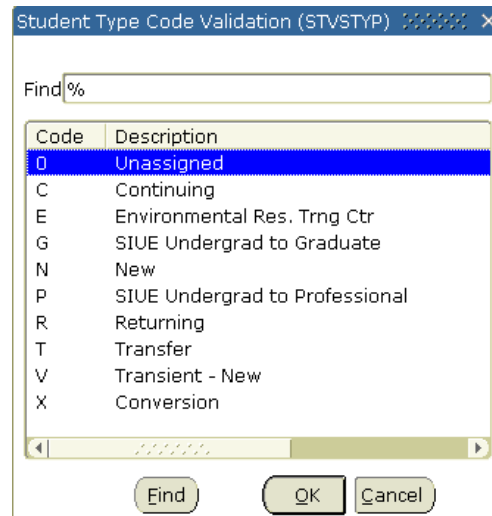 Student Type Code Validation (STVSTYP)
Find %
Code Description
0 Unassigned
C Continuing
E Environmental Res. Trng Ctr
G SIUE Undergrad to Graduate
N New
P SIUE Undergrad to Professional
R Returning
T Transfer
V Transient - New
X Conversion
Find OK Cancel